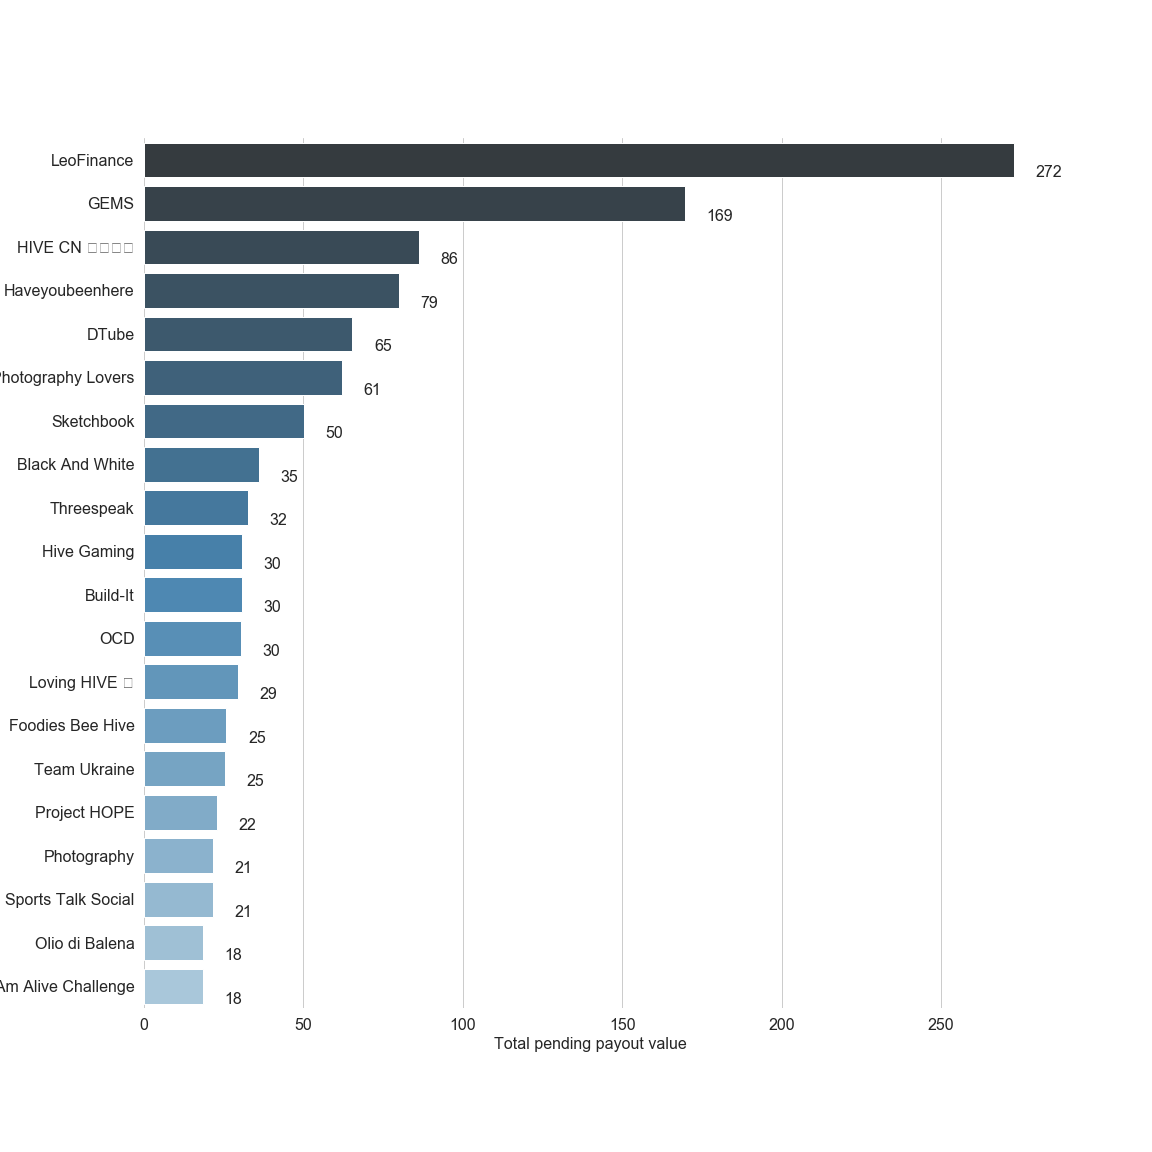 LeoFinance 272
GEMS 169
HIVE CN □□□□ 86
Haveyoubeenhere 79
DTube 65
hotography Lovers 61
Sketchbook 50
Black And White 35
Threespeak 32
Hive Gaming 30
Build-It 30
OCD 30
Loving HIVE □ 29
Foodies Bee Hive 25
Team Ukraine 25
Project HOPE 22
Photography 21
Sports Talk Social 21
Olio di Balena 18
Am Alive Challenge 18
0 50 100 150 200 250
Total pending payout value